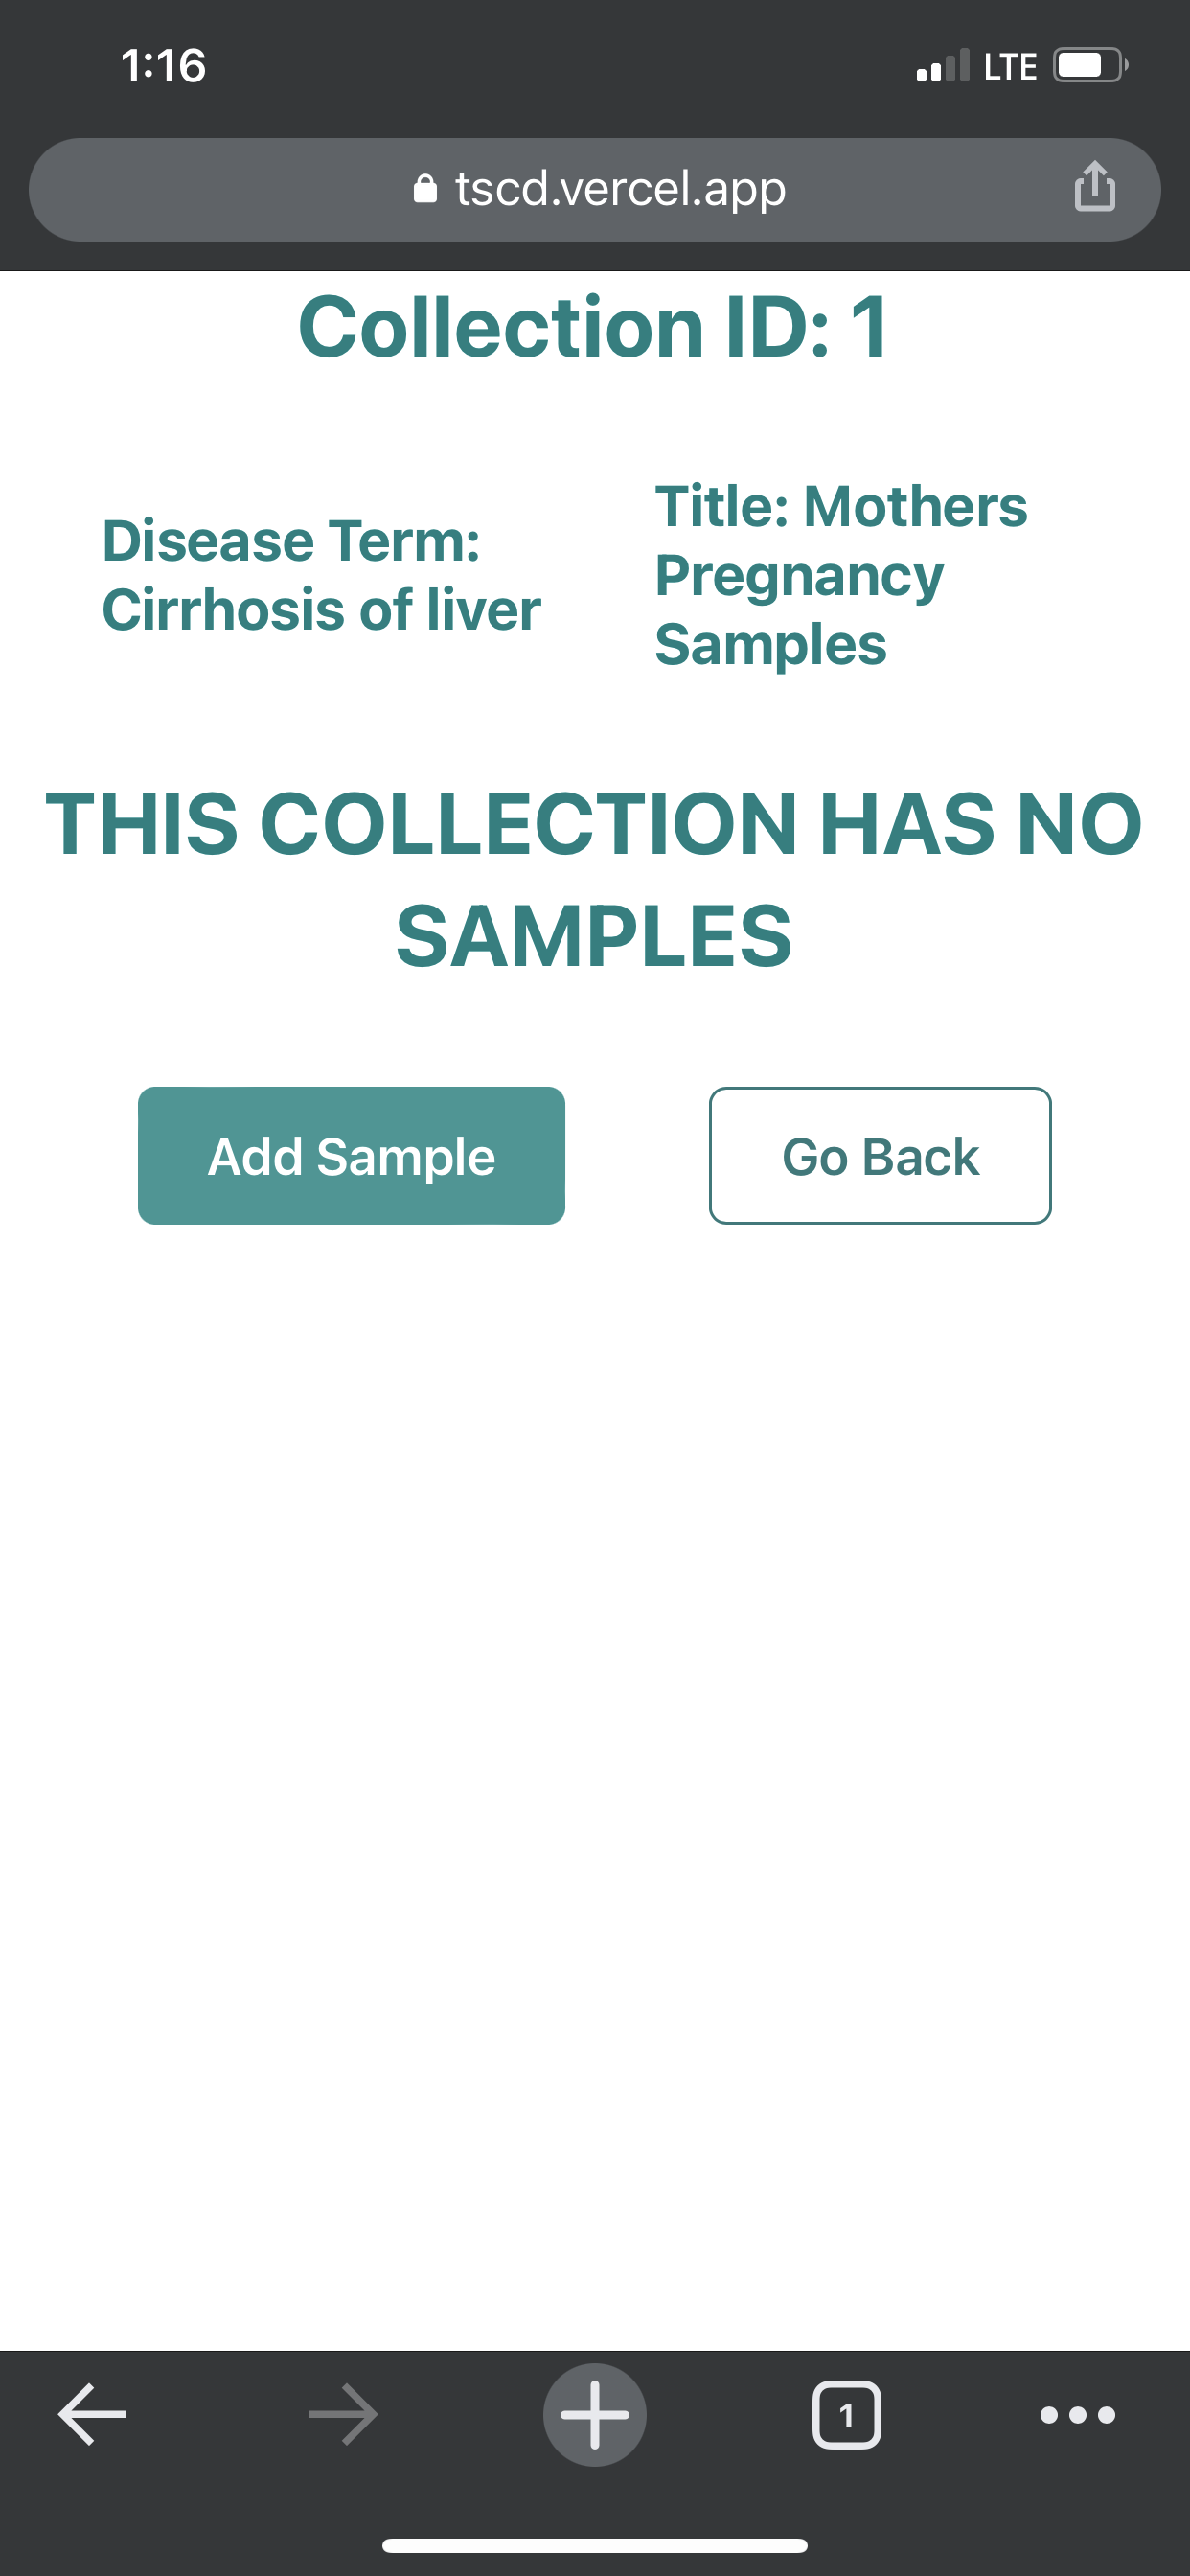 1:16
LTE
tscd.vercel.app
Collection ID: 1
Disease Term:
Cirrhosis of liver
Title: Mothers
Pregnancy
Samples
THIS COLLECTION HAS NO
SAMPLES
Add Sample
Go Back
1